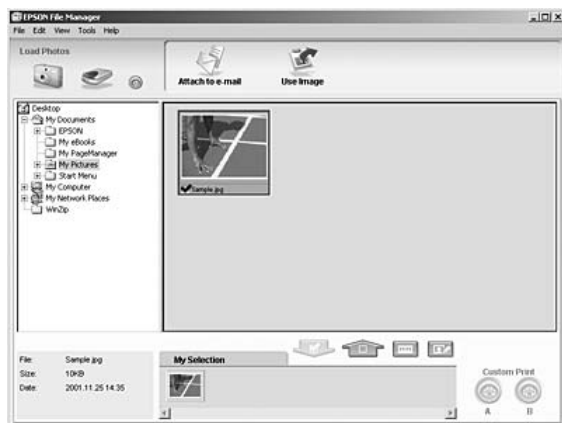 EPSON File Manager
File Edit View Tools Help
Load Photos
Attach to e-mail
Use Image
Desktop
My Documents
EPSON
My eBooks
My PageManager
My Pictures
Start Menu
My Computer
My Network Places
WinZip
Sample.jpg
File: Sample.jpg
Size: 10KB
Date: 2001.11.25 14:35
My Selection
Custom Print
A B